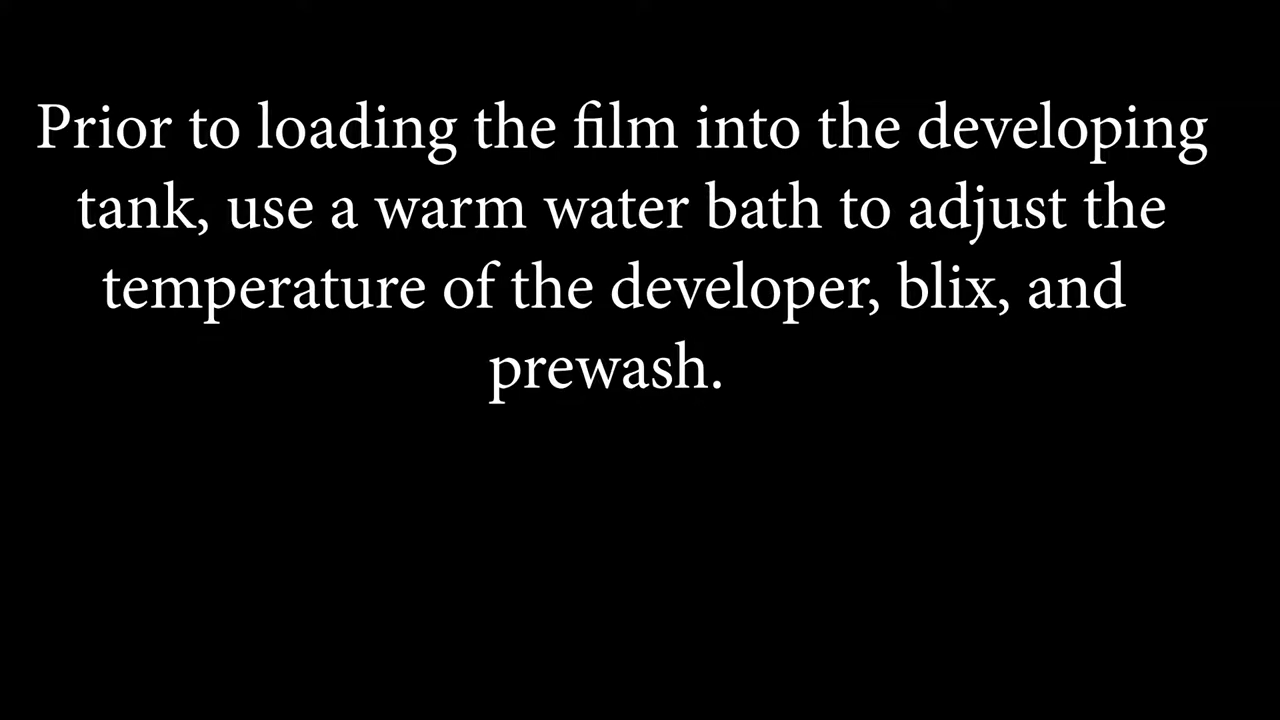 Prior to loading the film into the developing
tank, use a warm water bath to adjust the
temperature of the developer, blix, and
prewash.